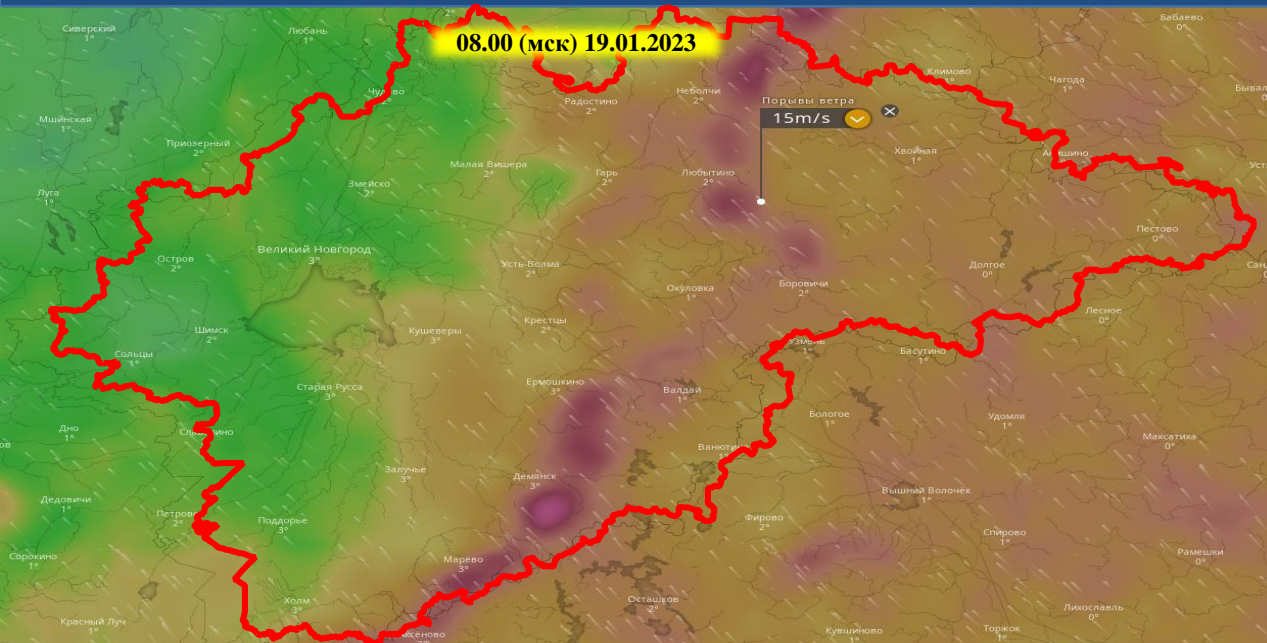 2°
Бабаево
0°
Сиверский
1°
Любань
1°
08.00 (мск) 19.01.2023
Климово
1°
Чагода
1°
Неболчи
2°
Радостино
2°
Порывы ветра
15m/s
Мшинская
1°
Приозерный
2°
Хвойная
1°
Малая Вишера
2°
Гарь
2°
Любытино
2°
Змейско
2°
Луга
1°
Пестово
0°
Великий Новгород
3°
Остров
2°
Усть-Волма
2°
Долгое
0°
Окуловка
1°
Боровичи
2°
Лесное
0°
Крестцы
2°
Шимск
2°
Кушеверы
3°
Сольцы
1°
Басутино
1°
Ермошкино
3°
Старая Русса
3°
Валдай
1°
Бологое
1°
Удомля
1°
Дно
1°
Максатиха
0°
Залучье
3°
Демянск
3°
Вышний Волочек
1°
Дедовичи
1°
Поддорье
3°
Фирово
2°
Спирово
1°
Сорокино
1°
Марево
3°
Рамешки
0°
Холм
3°
Осташков
2°
Лихославль
0°
Красный Луч
1°
Кувшиново
1°
Торжок
1°